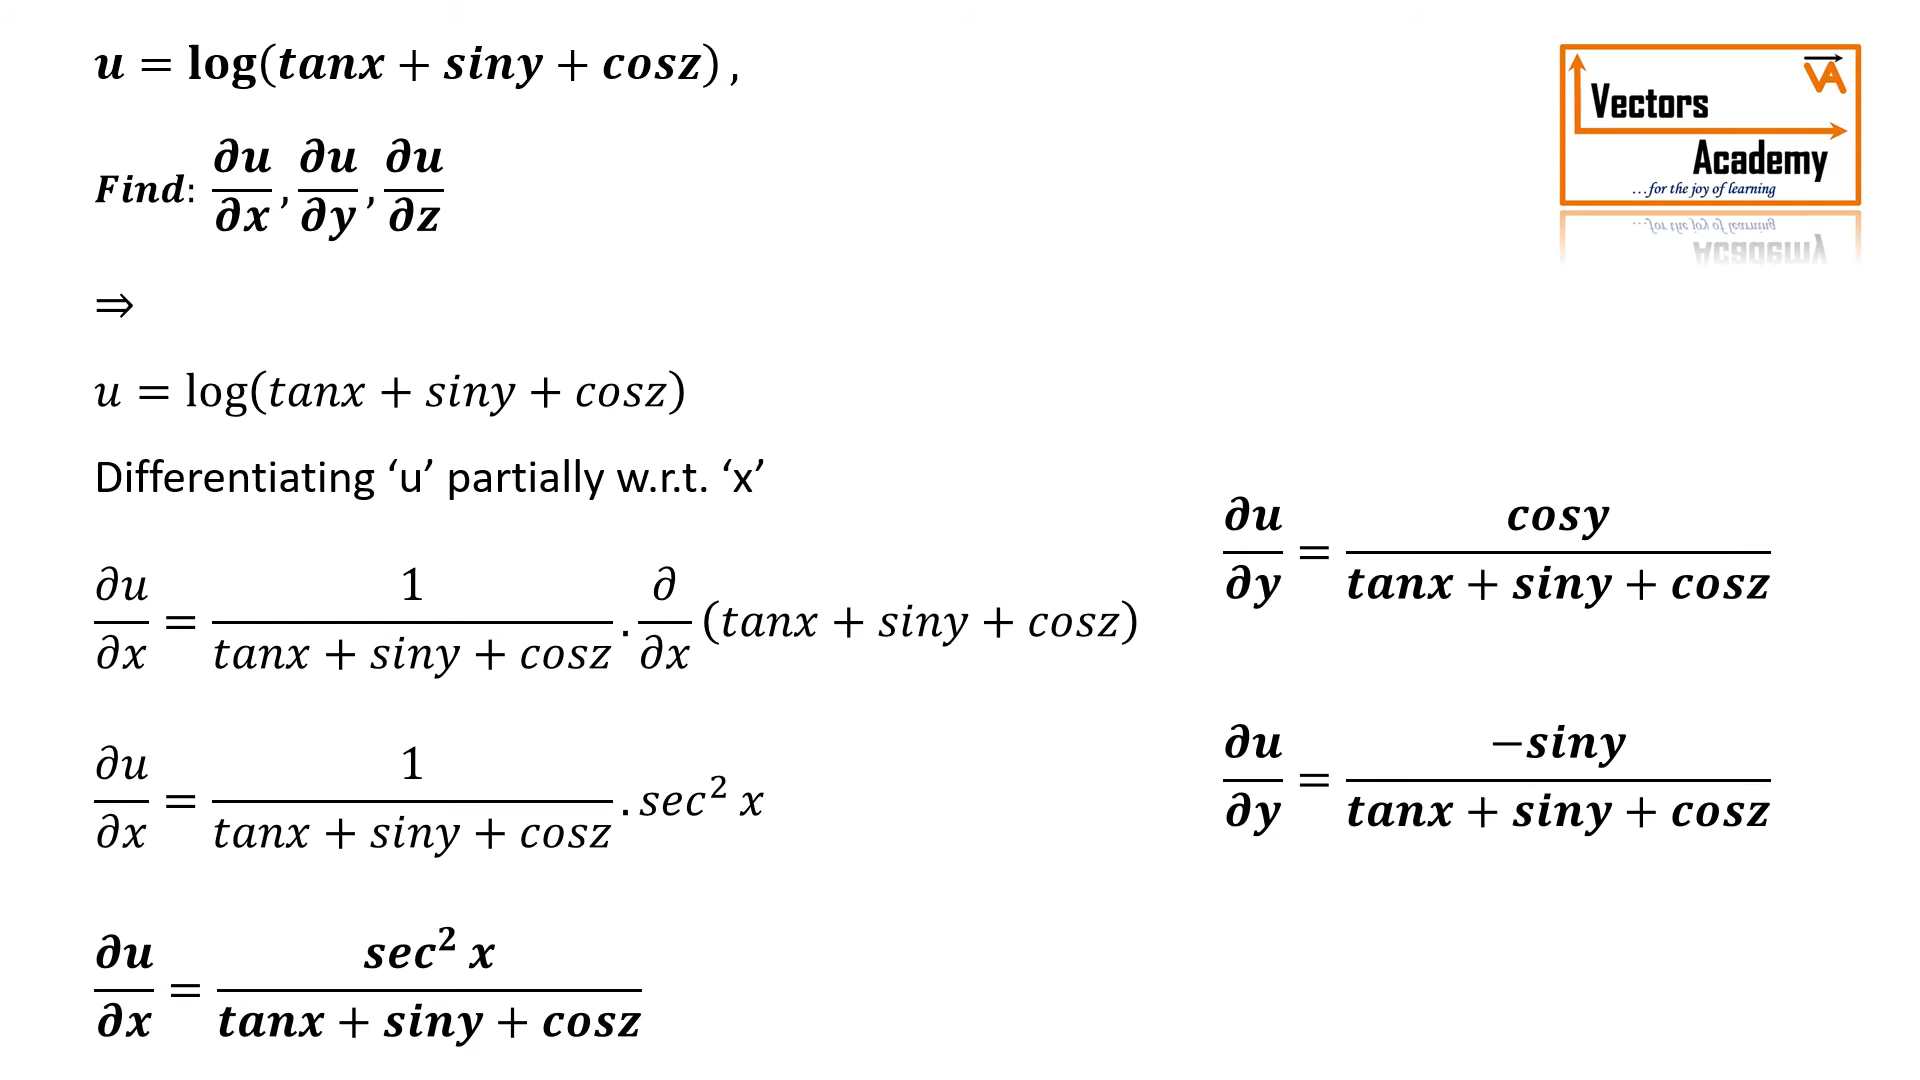 u = log(tanx + siny + cosz) ,
Find: ∂u/∂x, ∂u/∂y, ∂u/∂z
⇒
u = log(tanx + siny + cosz)
Differentiating ‘u’ partially w.r.t. ‘x’
∂u/∂x = 1/(tanx + siny + cosz) . ∂/∂x (tanx + siny + cosz)
∂u/∂x = 1/(tanx + siny + cosz) . sec² x
∂u/∂x = sec² x/(tanx + siny + cosz)
∂u/∂y = cosy/(tanx + siny + cosz)
∂u/∂y = −siny/(tanx + siny + cosz)
VA
Vectors
Academy
...for the joy of learning